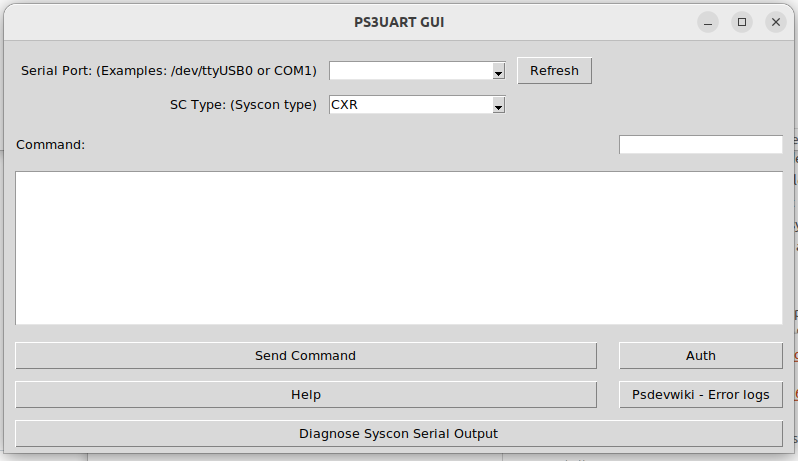 PS3UART GUI
Serial Port: (Examples: /dev/ttyUSB0 or COM1)
Refresh
SC Type: (Syscon type)
CXR
Command:
Send Command
Auth
Help
Psdevwiki - Error logs
Diagnose Syscon Serial Output